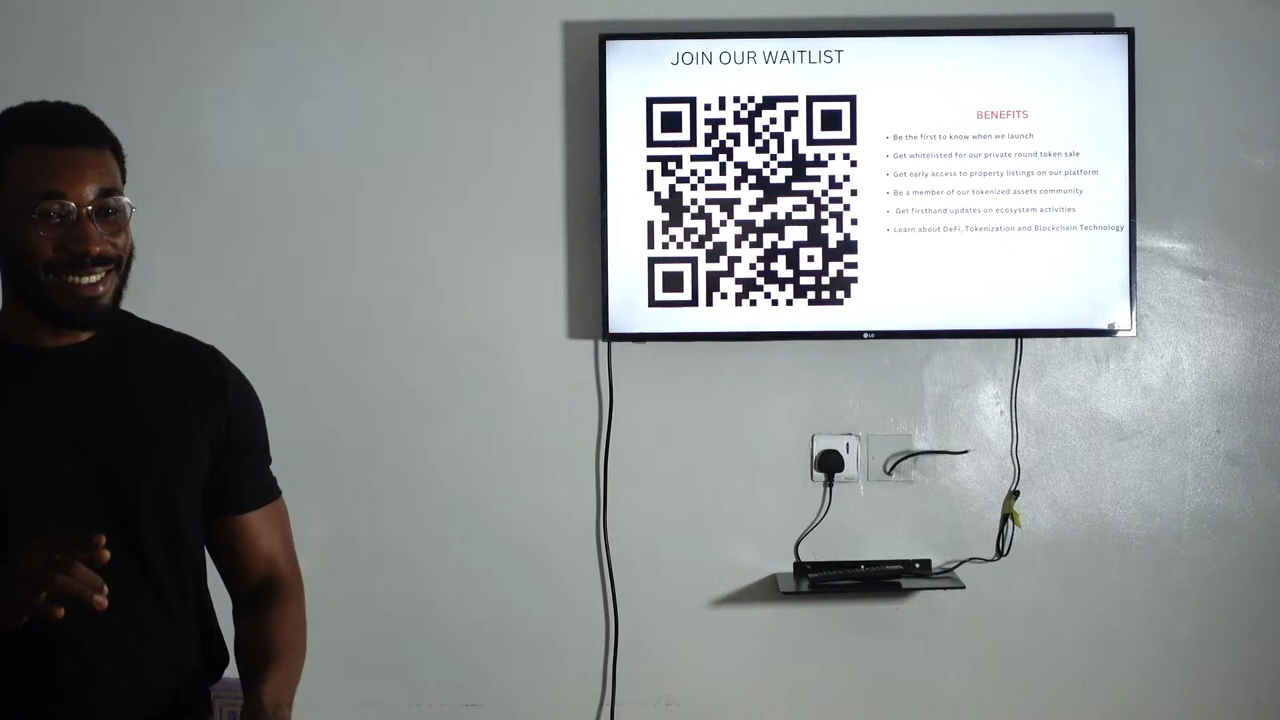 JOIN OUR WAITLIST
BENEFITS
• Be the first to know when we launch
• Get whitelisted for our private round token sale
• Get early access to property listings on our platform
• Be a member of our tokenized assets community
• Get firsthand updates on ecosystem activities
• Learn about DeFi, Tokenization and Blockchain Technology
LG